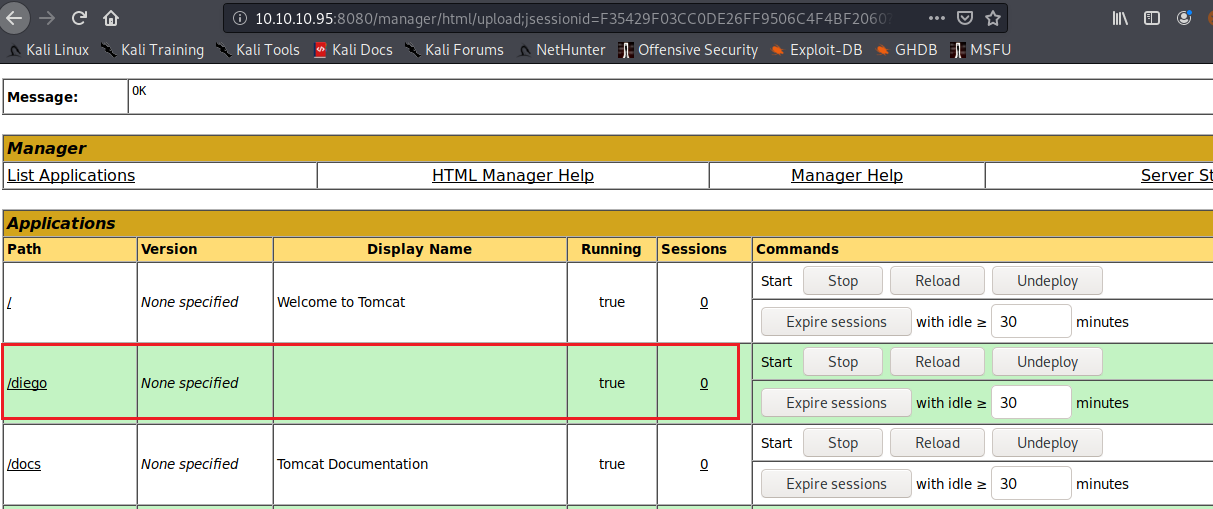 10.10.10.95:8080/manager/html/upload;jsessionid=F35429F03CC0DE26FF9506C4F4BF2060
Kali Linux Kali Training Kali Tools Kali Docs Kali Forums NetHunter Offensive Security Exploit-DB GHDB MSFU
Message: OK
Manager
List Applications HTML Manager Help Manager Help Server St
Applications
Path Version Display Name Running Sessions Commands
/ None specified Welcome to Tomcat true 0 Start Stop Reload Undeploy
Expire sessions with idle ≥ 30 minutes
/diego None specified true 0 Start Stop Reload Undeploy
Expire sessions with idle ≥ 30 minutes
/docs None specified Tomcat Documentation true 0 Start Stop Reload Undeploy
Expire sessions with idle ≥ 30 minutes